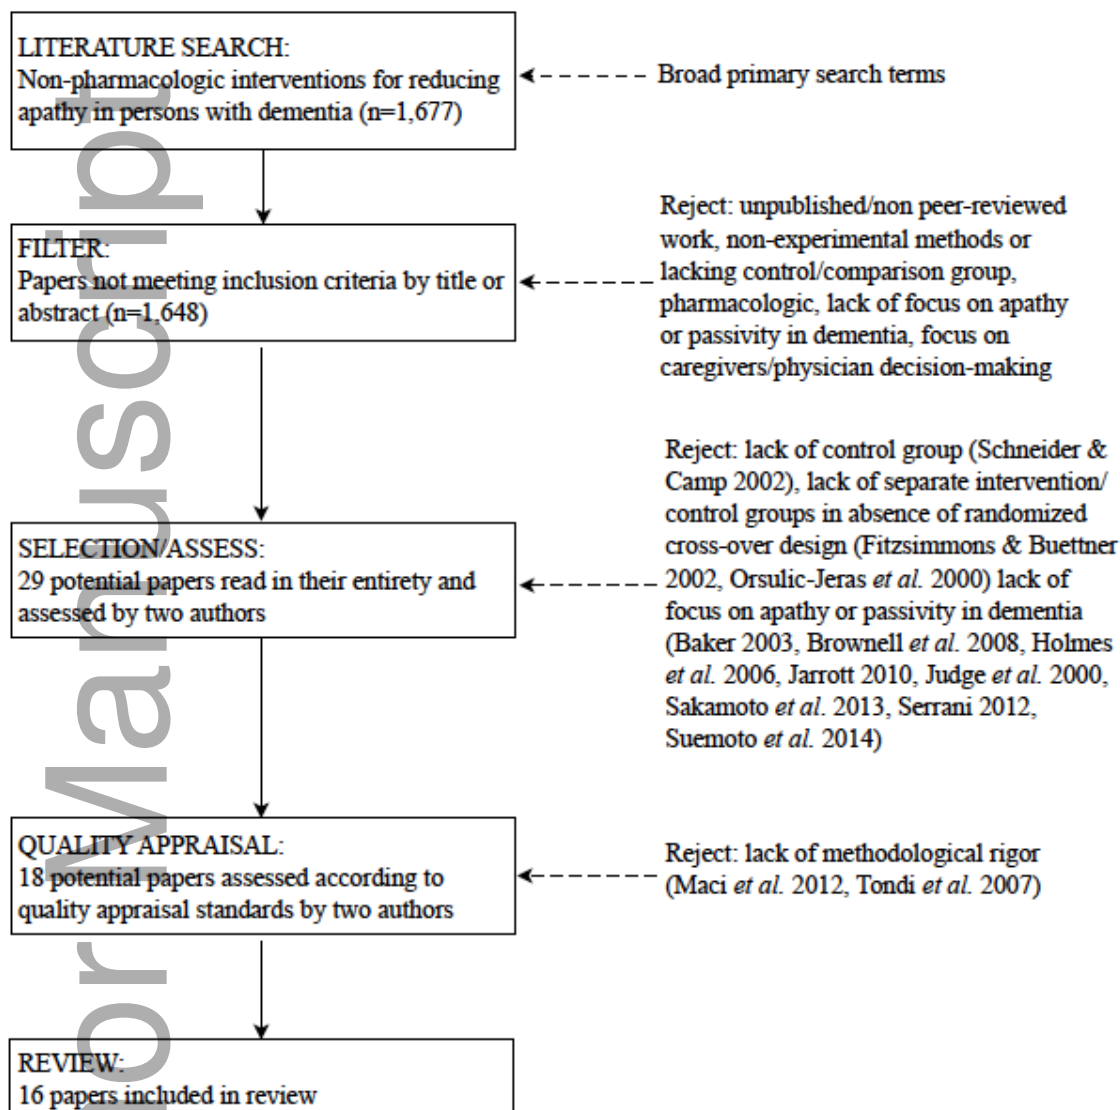 LITERATURE SEARCH:
Non-pharmacologic interventions for reducing
apathy in persons with dementia (n=1,677)
Broad primary search terms
FILTER:
Papers not meeting inclusion criteria by title or
abstract (n=1,648)
Reject: unpublished/non peer-reviewed
work, non-experimental methods or
lacking control/comparison group,
pharmacologic, lack of focus on apathy
or passivity in dementia, focus on
caregivers/physician decision-making
SELECTION/ASSESS:
29 potential papers read in their entirety and
assessed by two authors
Reject: lack of control group (Schneider &
Camp 2002), lack of separate intervention/
control groups in absence of randomized
cross-over design (Fitzsimmons & Buettner
2002, Orsulic-Jeras et al. 2000) lack of
focus on apathy or passivity in dementia
(Baker 2003, Brownell et al. 2008, Holmes
et al. 2006, Jarrott 2010, Judge et al. 2000,
Sakamoto et al. 2013, Serrani 2012,
Suemoto et al. 2014)
QUALITY APPRAISAL:
18 potential papers assessed according to
quality appraisal standards by two authors
Reject: lack of methodological rigor
(Maci et al. 2012, Tondi et al. 2007)
REVIEW:
16 papers included in review
or Manuscript